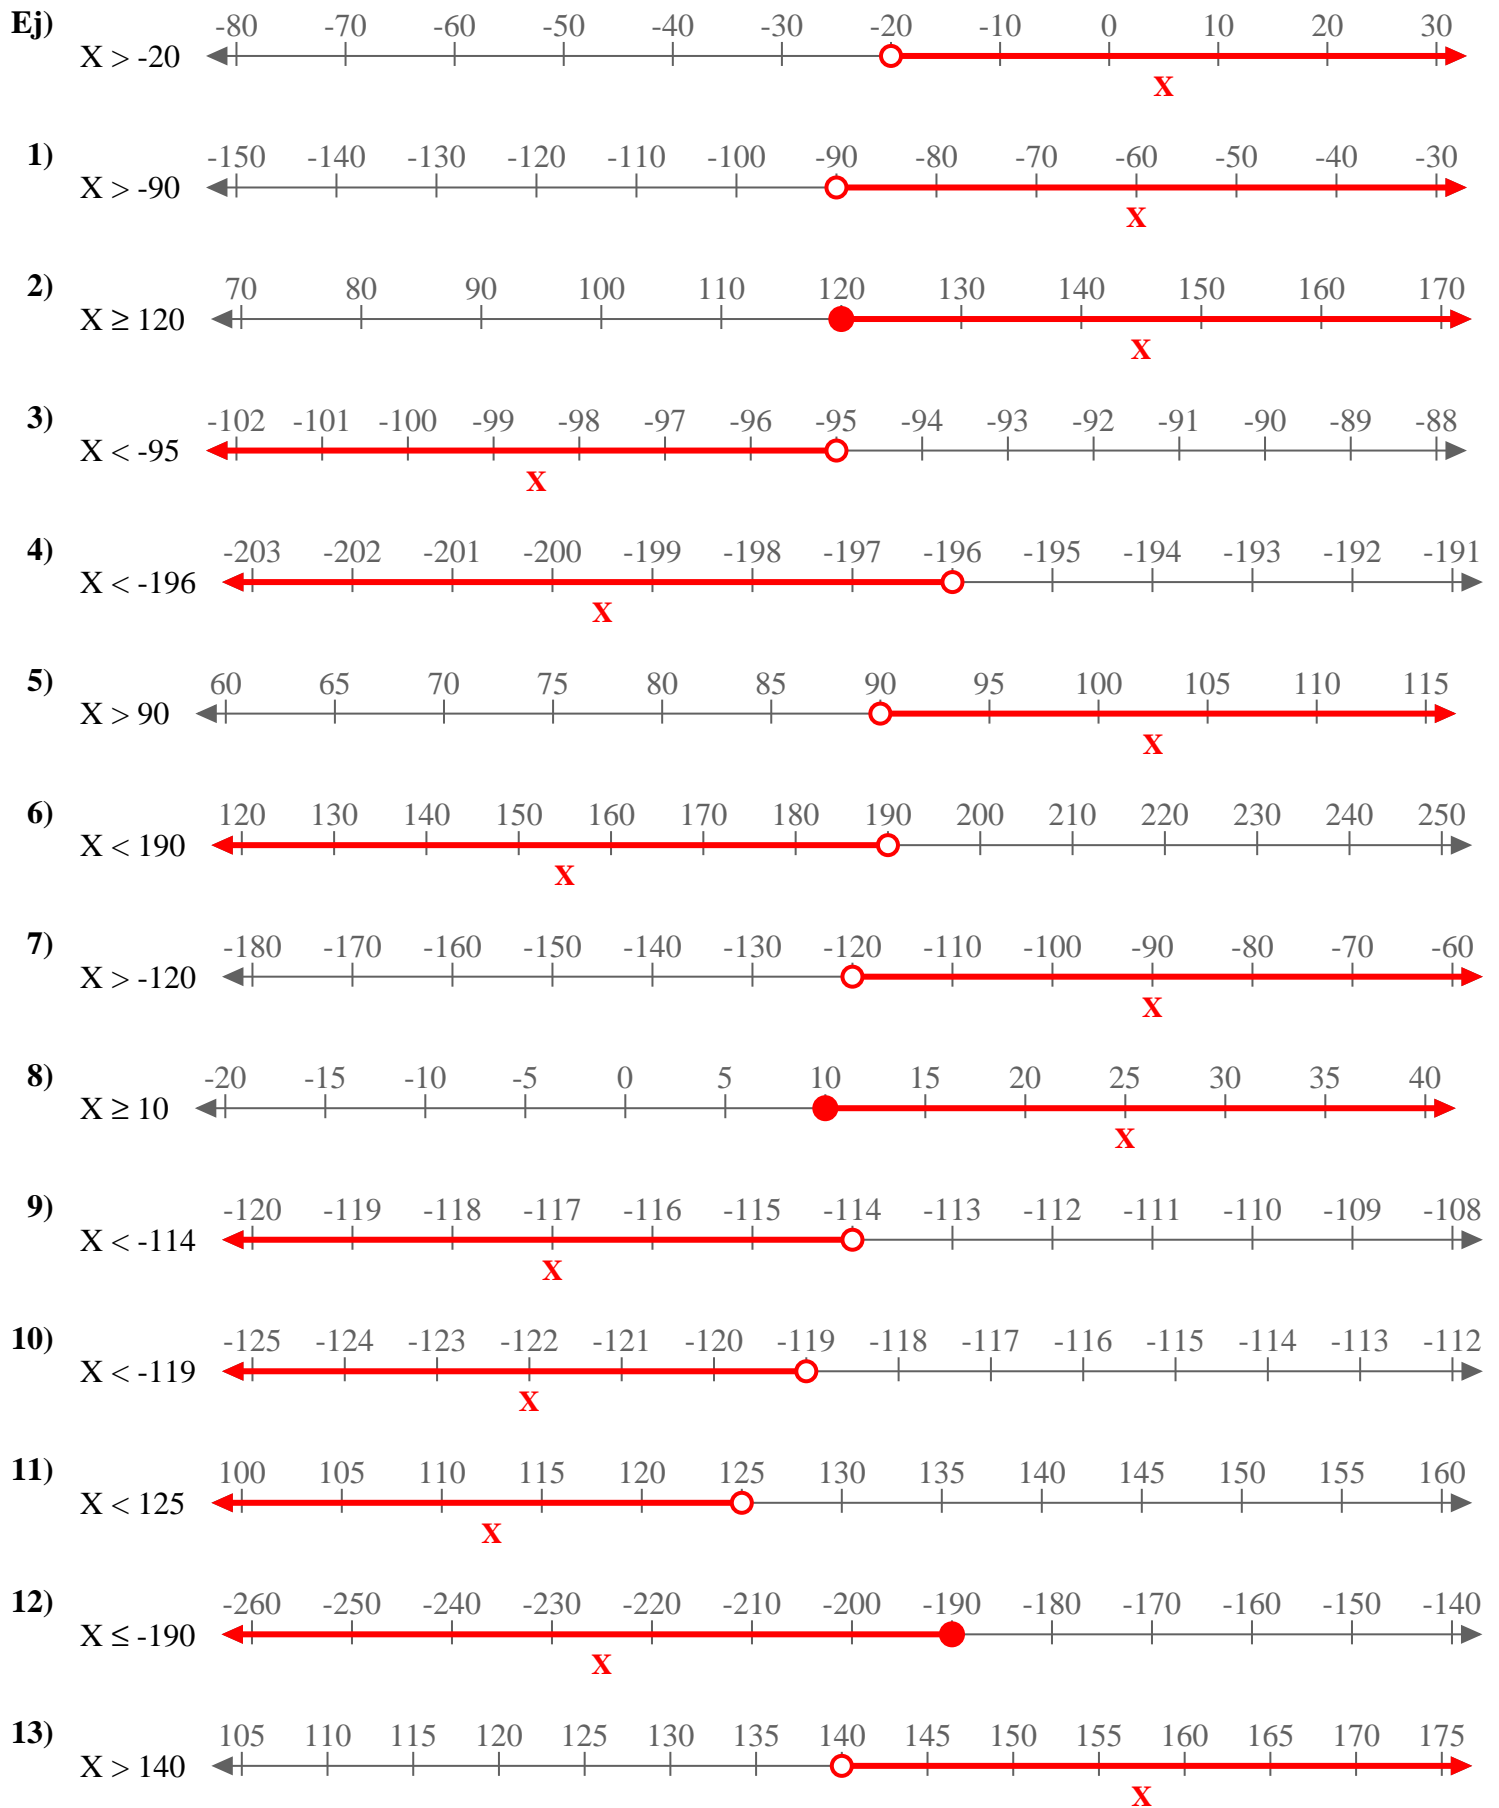 Ej) -80 -70 -60 -50 -40 -30 -20 -10 0 10 20 30
X > -20
X
1) -150 -140 -130 -120 -110 -100 -90 -80 -70 -60 -50 -40 -30
X > -90
X
2) 70 80 90 100 110 120 130 140 150 160 170
X ≥ 120
X
3) -102 -101 -100 -99 -98 -97 -96 -95 -94 -93 -92 -91 -90 -89 -88
X < -95
X
4) -203 -202 -201 -200 -199 -198 -197 -196 -195 -194 -193 -192 -191
X < -196
X
5) 60 65 70 75 80 85 90 95 100 105 110 115
X > 90
X
6) 120 130 140 150 160 170 180 190 200 210 220 230 240 250
X < 190
X
7) -180 -170 -160 -150 -140 -130 -120 -110 -100 -90 -80 -70 -60
X > -120
X
8) -20 -15 -10 -5 0 5 10 15 20 25 30 35 40
X ≥ 10
X
9) -120 -119 -118 -117 -116 -115 -114 -113 -112 -111 -110 -109 -108
X < -114
X
10) -125 -124 -123 -122 -121 -120 -119 -118 -117 -116 -115 -114 -113 -112
X < -119
X
11) 100 105 110 115 120 125 130 135 140 145 150 155 160
X < 125
X
12) -260 -250 -240 -230 -220 -210 -200 -190 -180 -170 -160 -150 -140
X ≤ -190
X
13) 105 110 115 120 125 130 135 140 145 150 155 160 165 170 175
X > 140
X